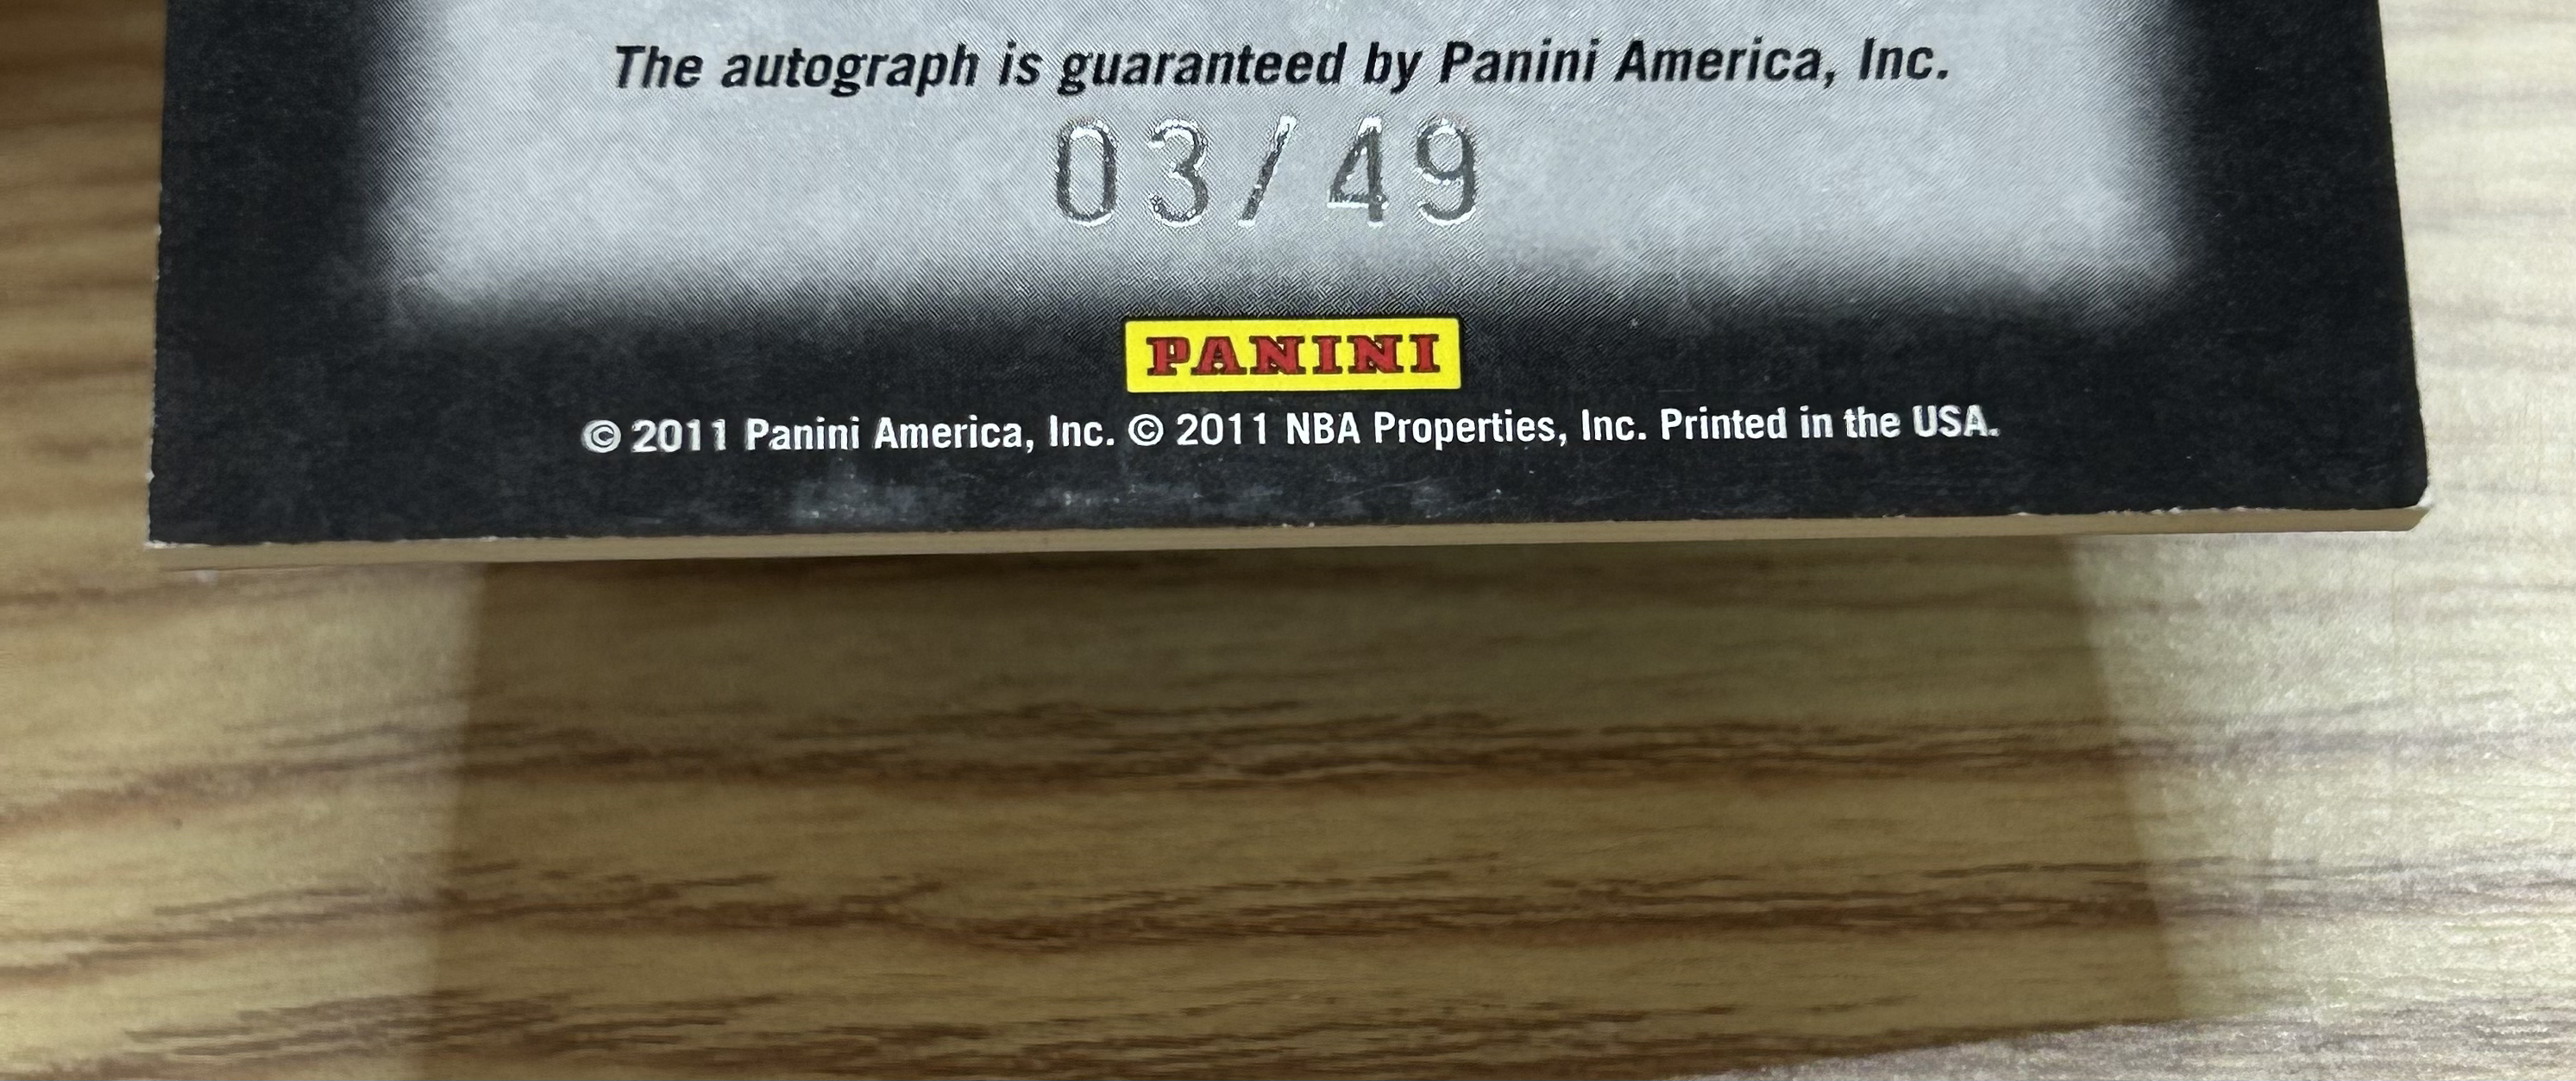 The autograph is guaranteed by Panini America, Inc.
03/49
PANINI
© 2011 Panini America, Inc. © 2011 NBA Properties, Inc. Printed in the USA.